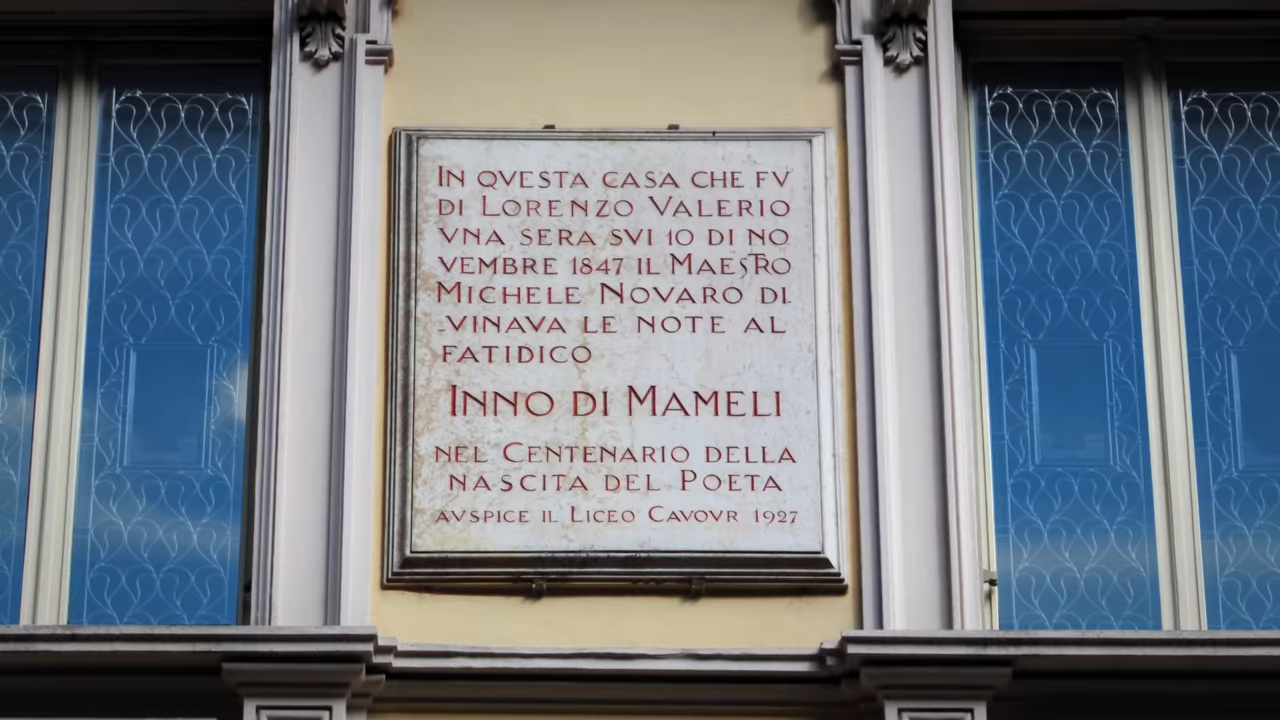 IN QVESTA CASA CHE FV
DI LORENZO VALERIO
VNA SERA SVI 10 DI NO
VEMBRE 1847 IL MAESTRO
MICHELE NOVARO DI
-VINAVA LE NOTE AL
FATIDICO
INNO DI MAMELI
NEL CENTENARIO DELLA
NASCITA DEL POETA
AVSPICE IL LICEO CAVOVR 1927